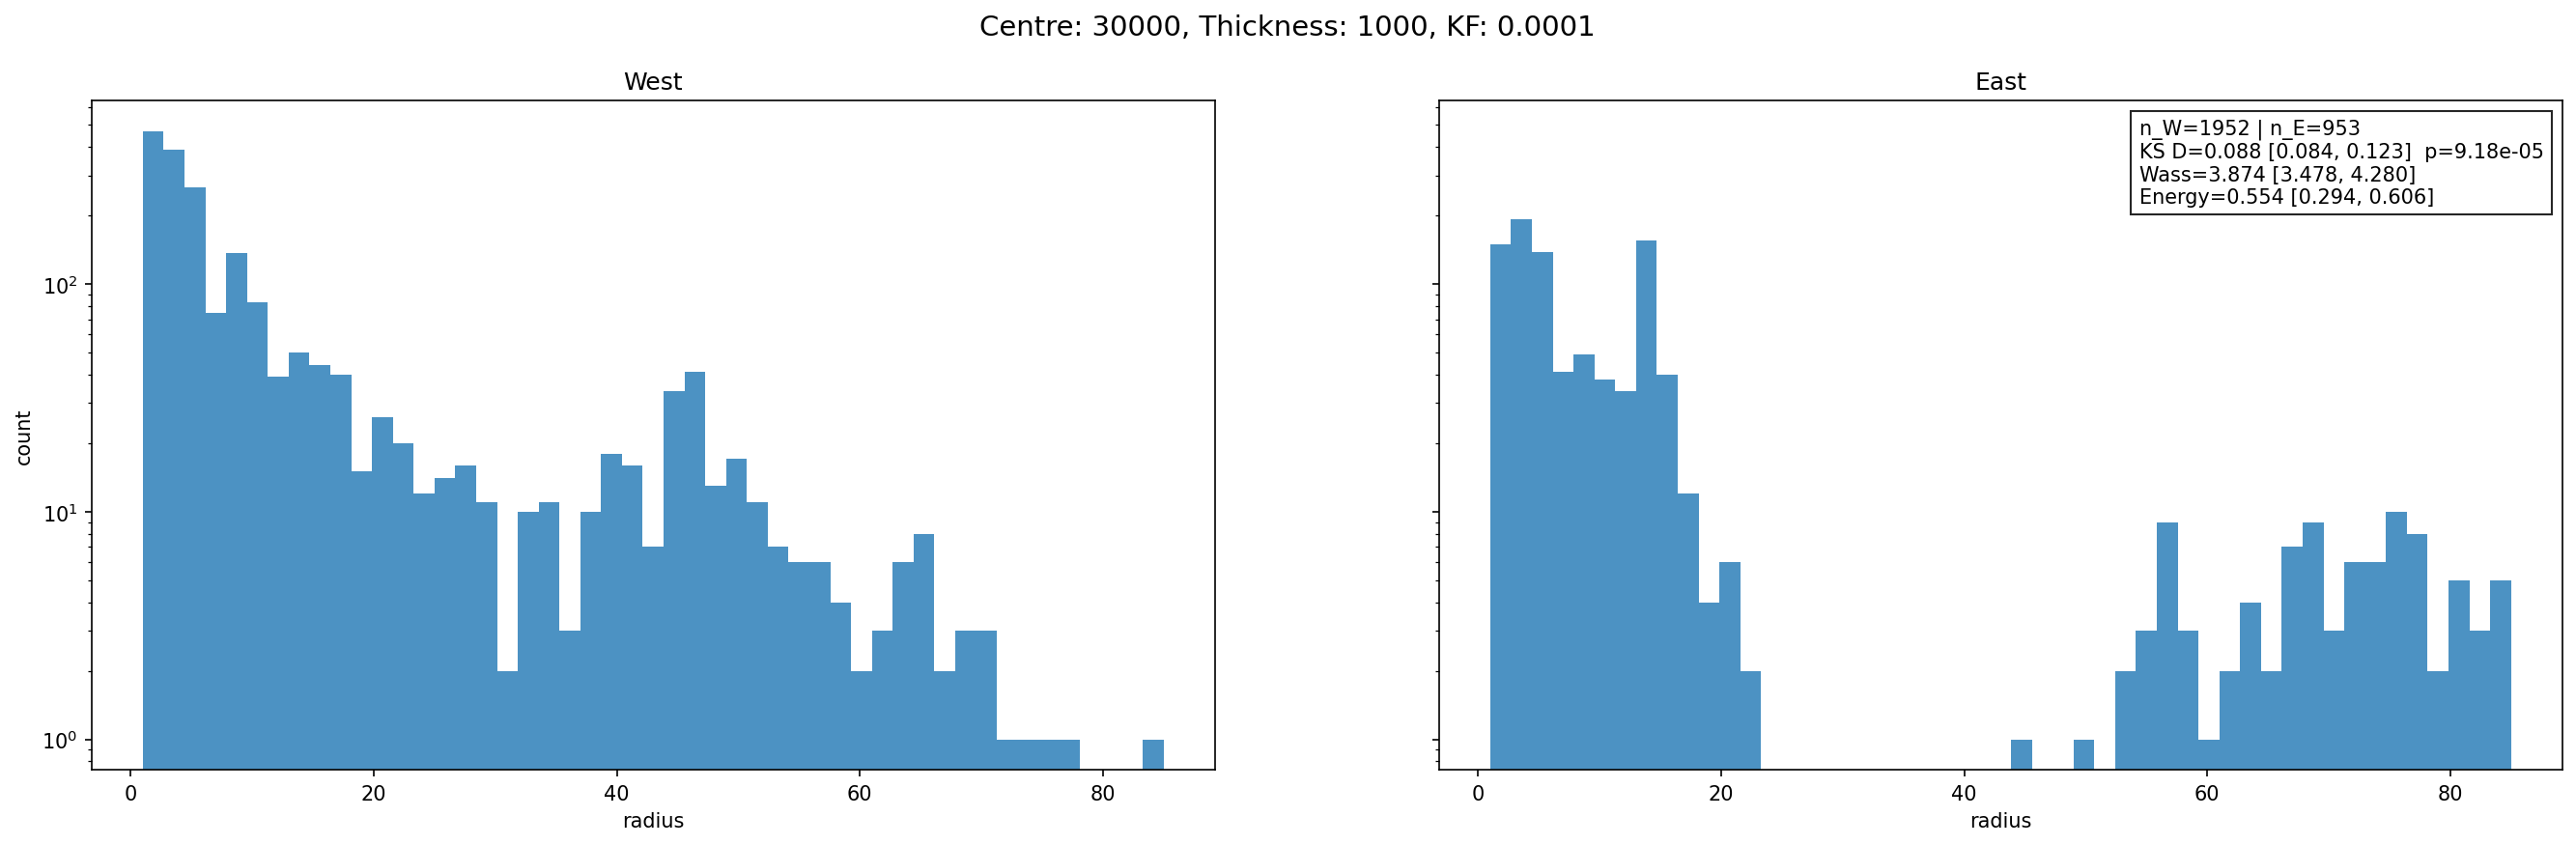 Centre: 30000, Thickness: 1000, KF: 0.0001
West
East
n_W=1952 | n_E=953
KS D=0.088 [0.084, 0.123]  p=9.18e-05
Wass=3.874 [3.478, 4.280]
Energy=0.554 [0.294, 0.606]
10²
10¹
10⁰
count
0 20 40 60 80
0 20 40 60 80
radius
radius